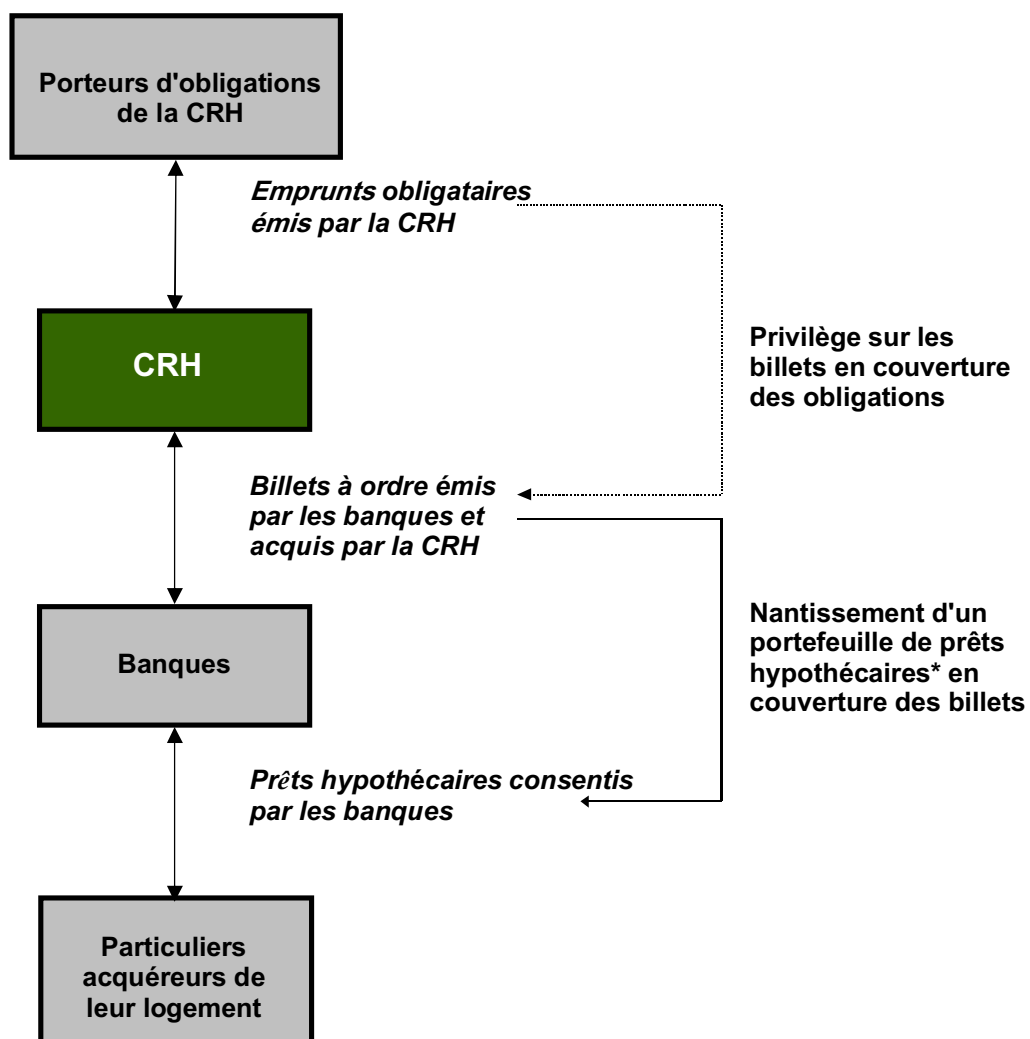 Porteurs d'obligations
de la CRH
Emprunts obligataires
émis par la CRH
CRH
Privilège sur les
billets en couverture
des obligations
Billets à ordre émis
par les banques et
acquis par la CRH
Banques
Nantissement d'un
portefeuille de prêts
hypothécaires* en
couverture des billets
Prêts hypothécaires consentis
par les banques
Particuliers
acquéreurs de
leur logement